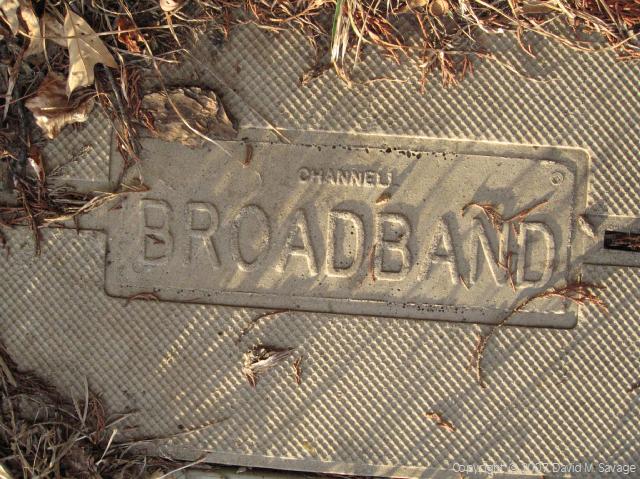 CHANNELL
BROADBAND
Copyright © 2007 David M. Savage